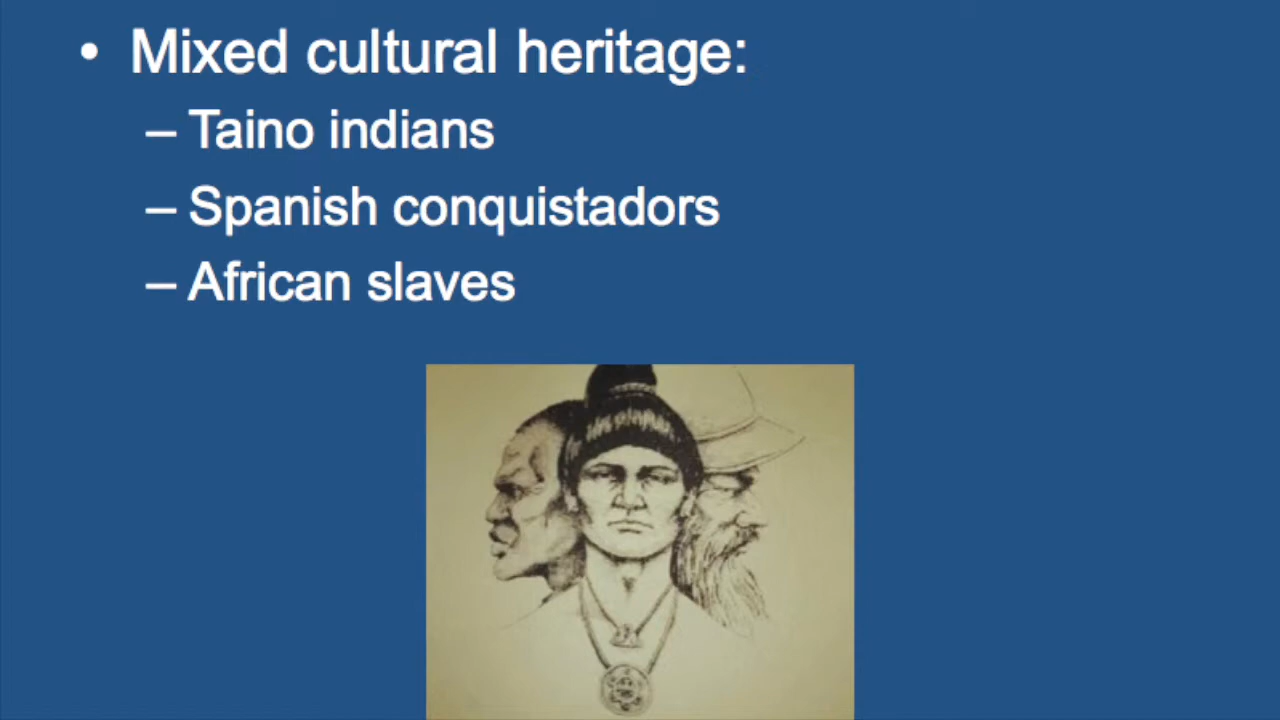 • Mixed cultural heritage:
– Taino indians
– Spanish conquistadors
– African slaves